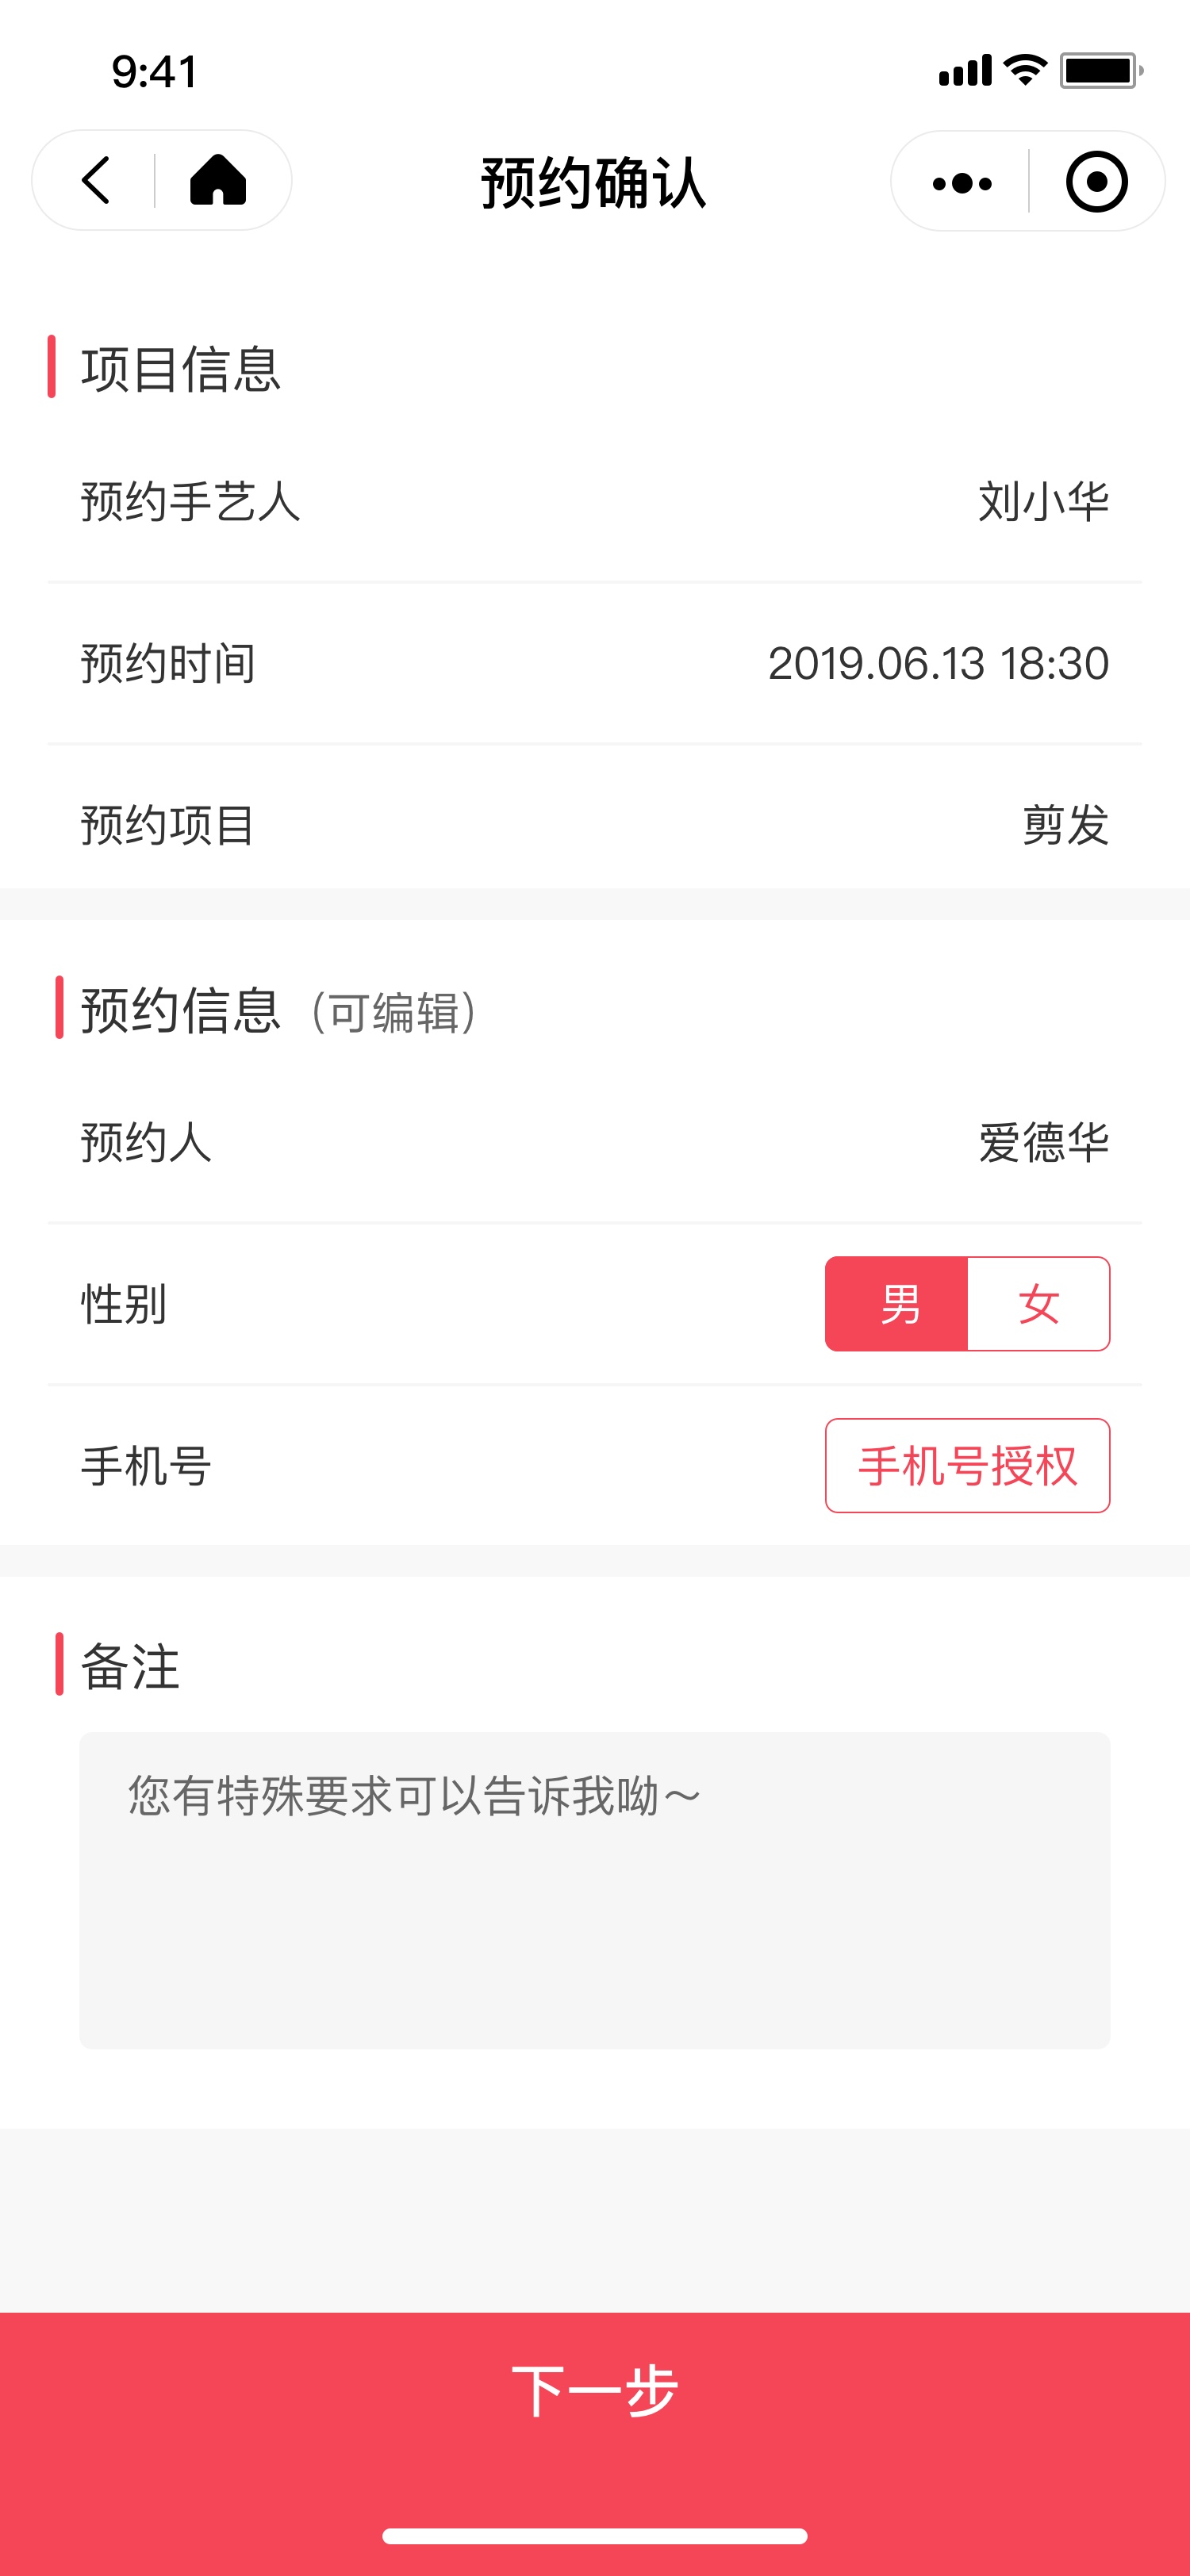 9:41
预约确认
项目信息
预约手艺人 刘小华
预约时间 2019.06.13 18:30
预约项目 剪发
预约信息（可编辑）
预约人 爱德华
性别 男 女
手机号 手机号授权
备注
您有特殊要求可以告诉我呦～
下一步